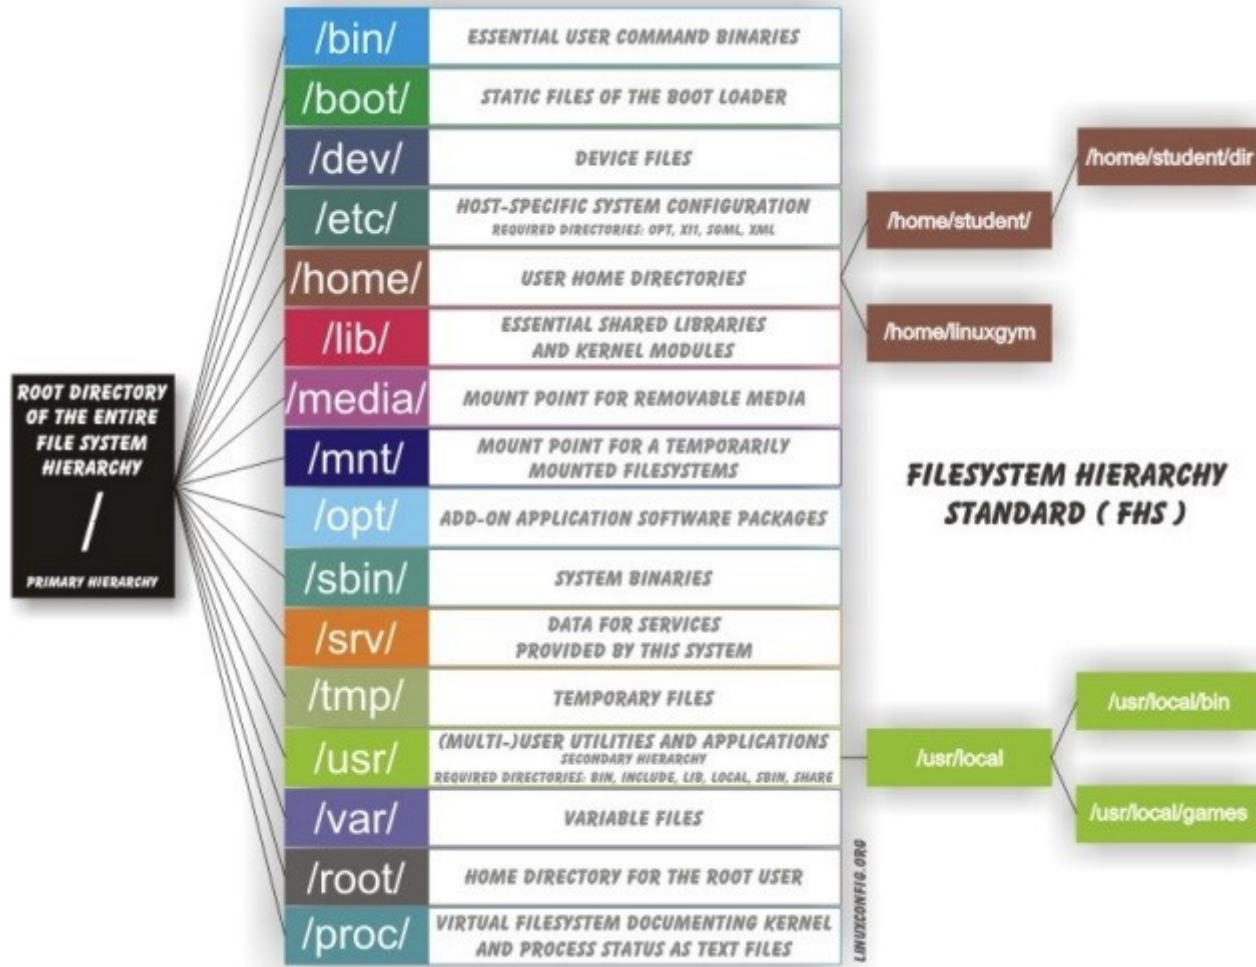 ROOT DIRECTORY
OF THE ENTIRE
FILE SYSTEM
HIERARCHY
/
PRIMARY HIERARCHY
/bin/
ESSENTIAL USER COMMAND BINARIES
/boot/
STATIC FILES OF THE BOOT LOADER
/dev/
DEVICE FILES
/etc/
HOST-SPECIFIC SYSTEM CONFIGURATION
REQUIRED DIRECTORIES: OPT, X11, SGML, XML
/home/
USER HOME DIRECTORIES
/lib/
ESSENTIAL SHARED LIBRARIES
AND KERNEL MODULES
/media/
MOUNT POINT FOR REMOVABLE MEDIA
/mnt/
MOUNT POINT FOR A TEMPORARILY
MOUNTED FILESYSTEMS
/opt/
ADD-ON APPLICATION SOFTWARE PACKAGES
/sbin/
SYSTEM BINARIES
/srv/
DATA FOR SERVICES
PROVIDED BY THIS SYSTEM
/tmp/
TEMPORARY FILES
/usr/
(MULTI-)USER UTILITIES AND APPLICATIONS
SECONDARY HIERARCHY
REQUIRED DIRECTORIES: BIN, INCLUDE, LIB, LOCAL, SBIN, SHARE
/var/
VARIABLE FILES
/root/
HOME DIRECTORY FOR THE ROOT USER
/proc/
VIRTUAL FILESYSTEM DOCUMENTING KERNEL
AND PROCESS STATUS AS TEXT FILES
/home/student/
/home/student/dir
/home/linuxgym
FILESYSTEM HIERARCHY
STANDARD ( FHS )
/usr/local
/usr/local/bin
/usr/local/games
LINUXCONFIG.ORG